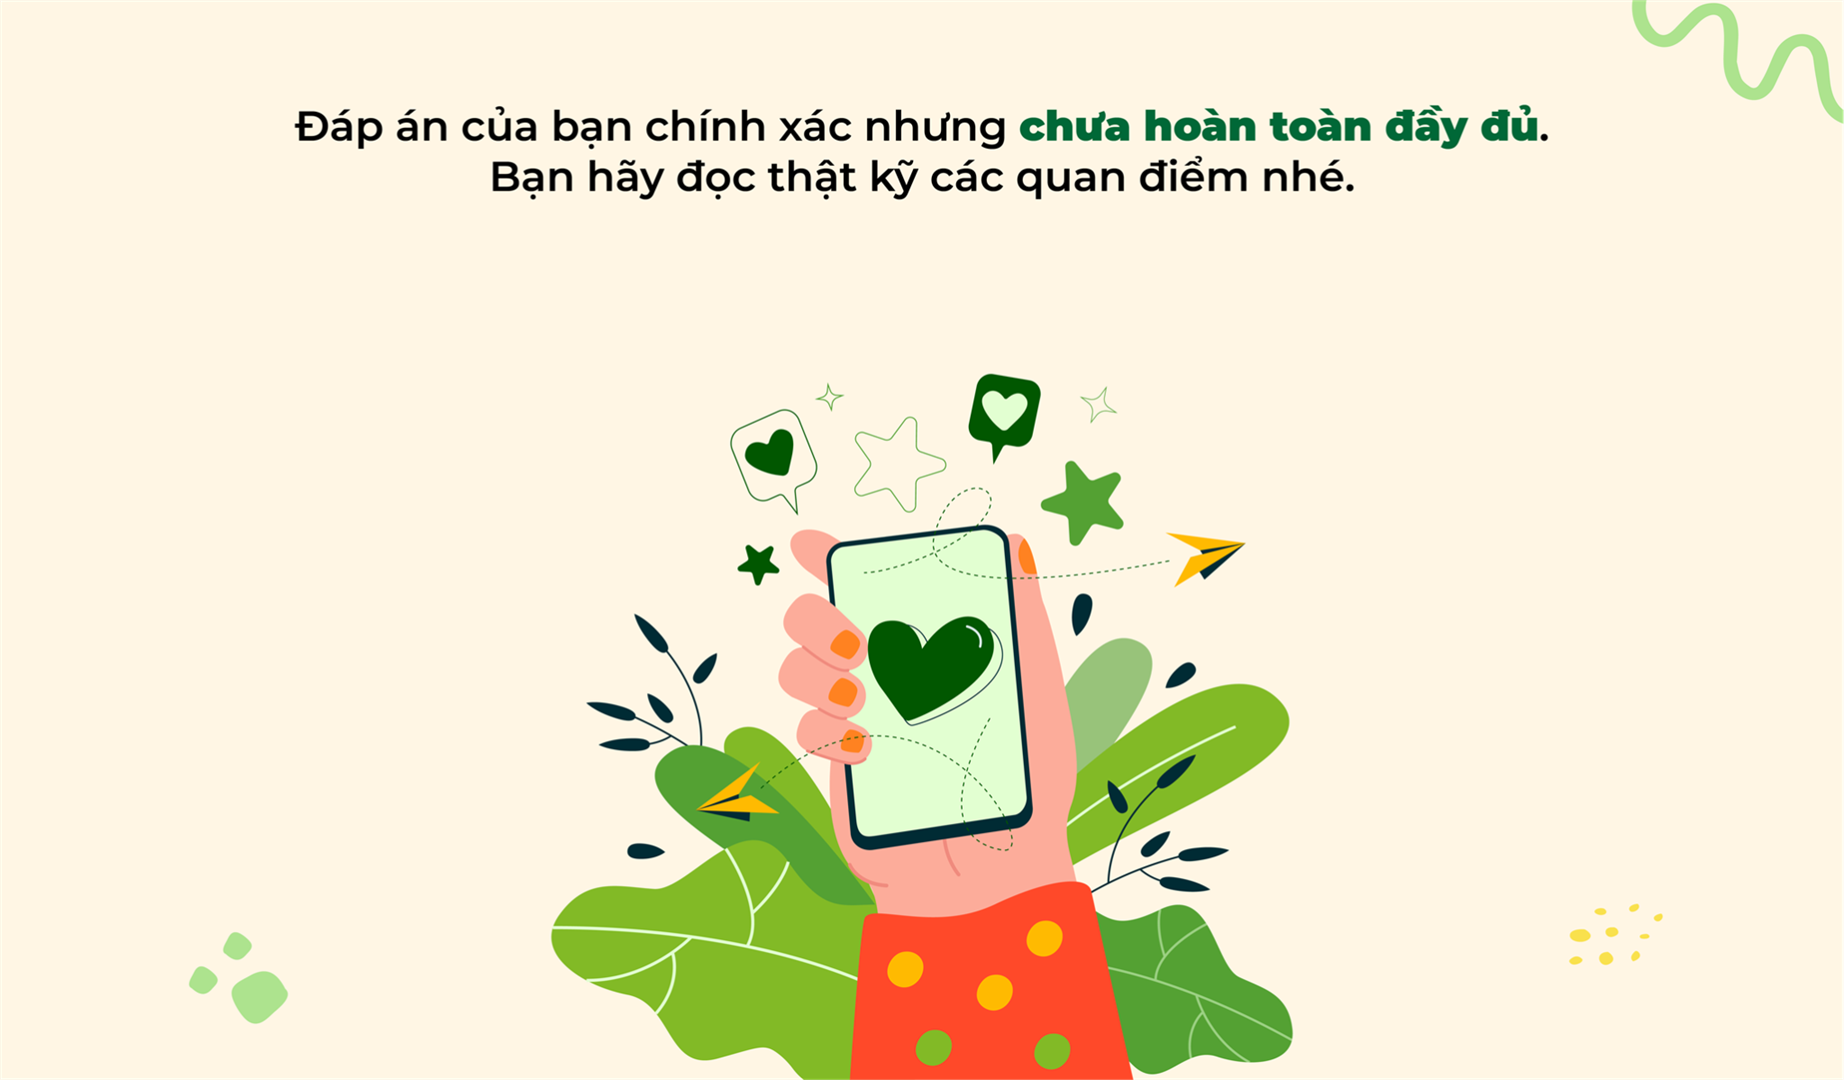 Đáp án của bạn chính xác nhưng chưa hoàn toàn đầy đủ.
Bạn hãy đọc thật kỹ các quan điểm nhé.